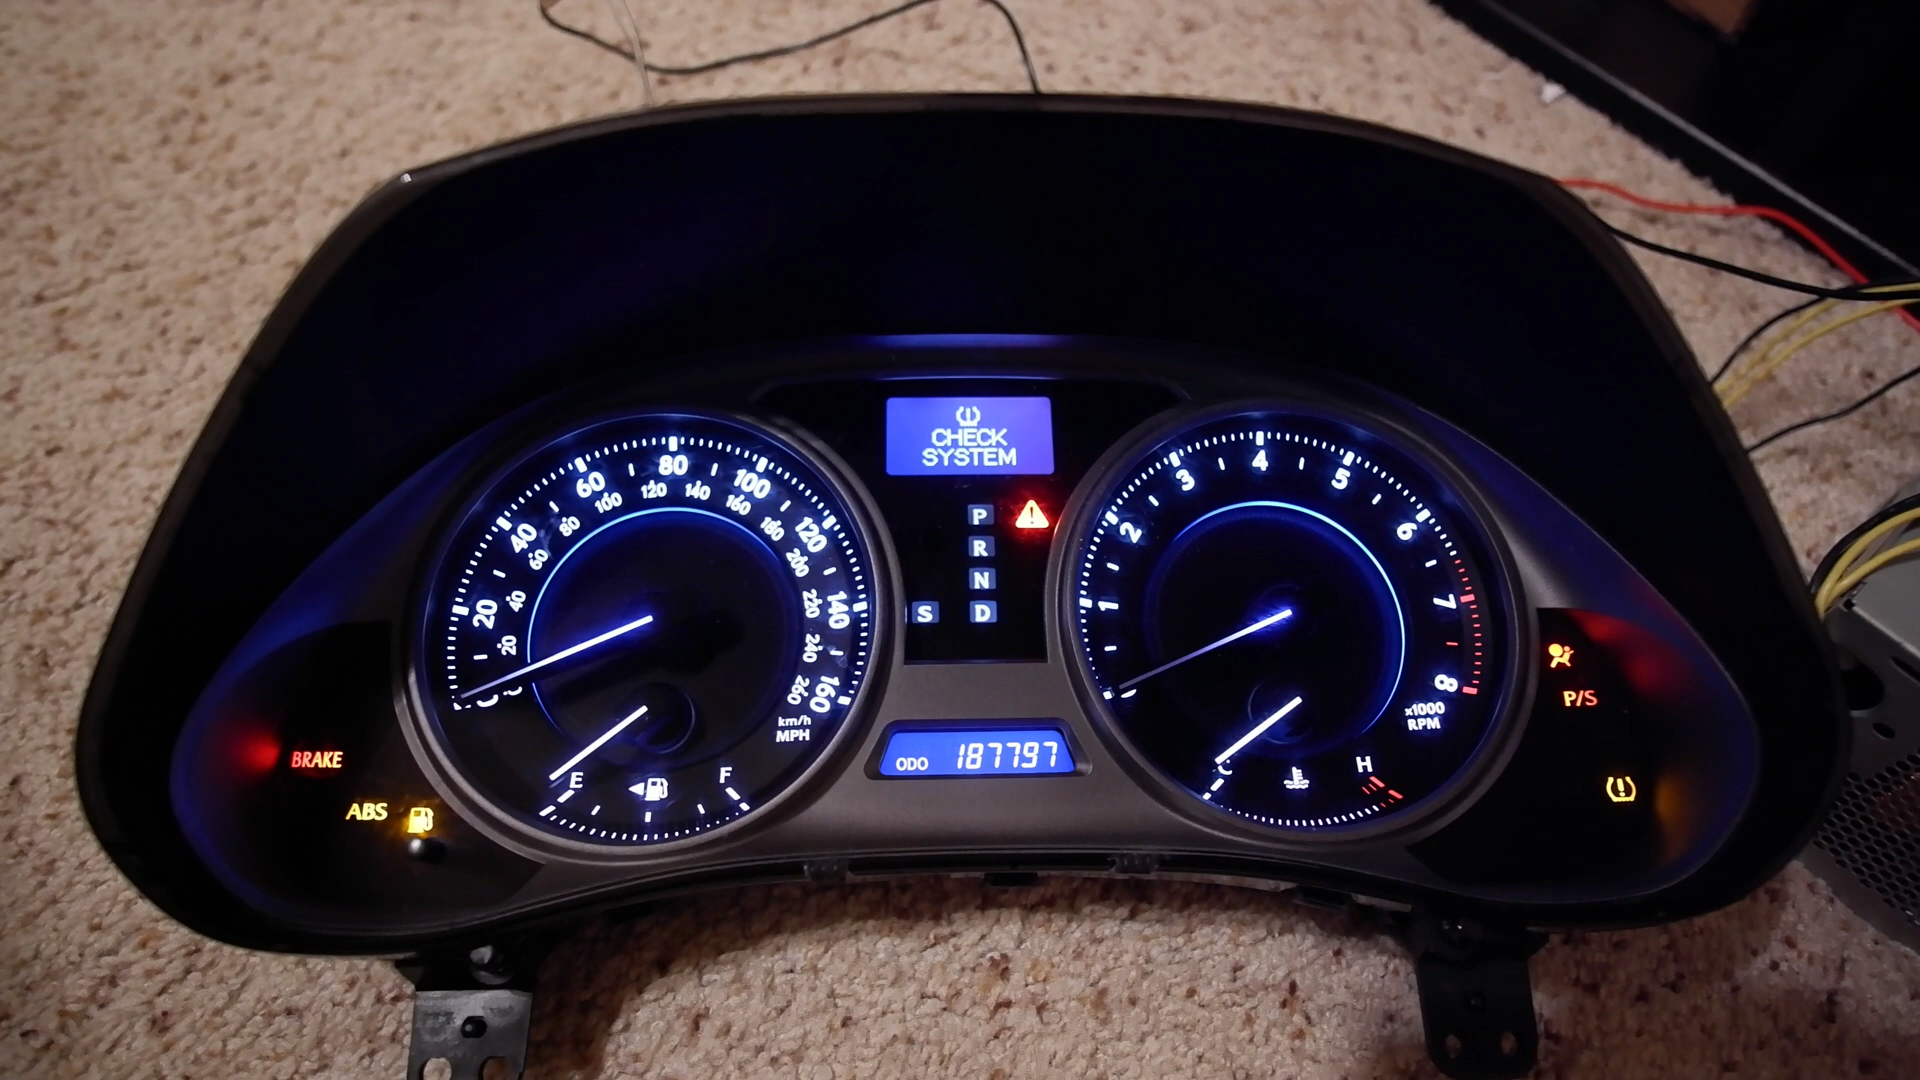 CHECK
SYSTEM
P
R
N
S D
20 40 60 80 100 120 140 160
20 40 60 80 100 120 140 160 180 200 220 240 260
km/h
MPH
E F
1 2 3 4 5 6 7 8
x1000
RPM
H
ODO 187797
BRAKE
ABS
P/S